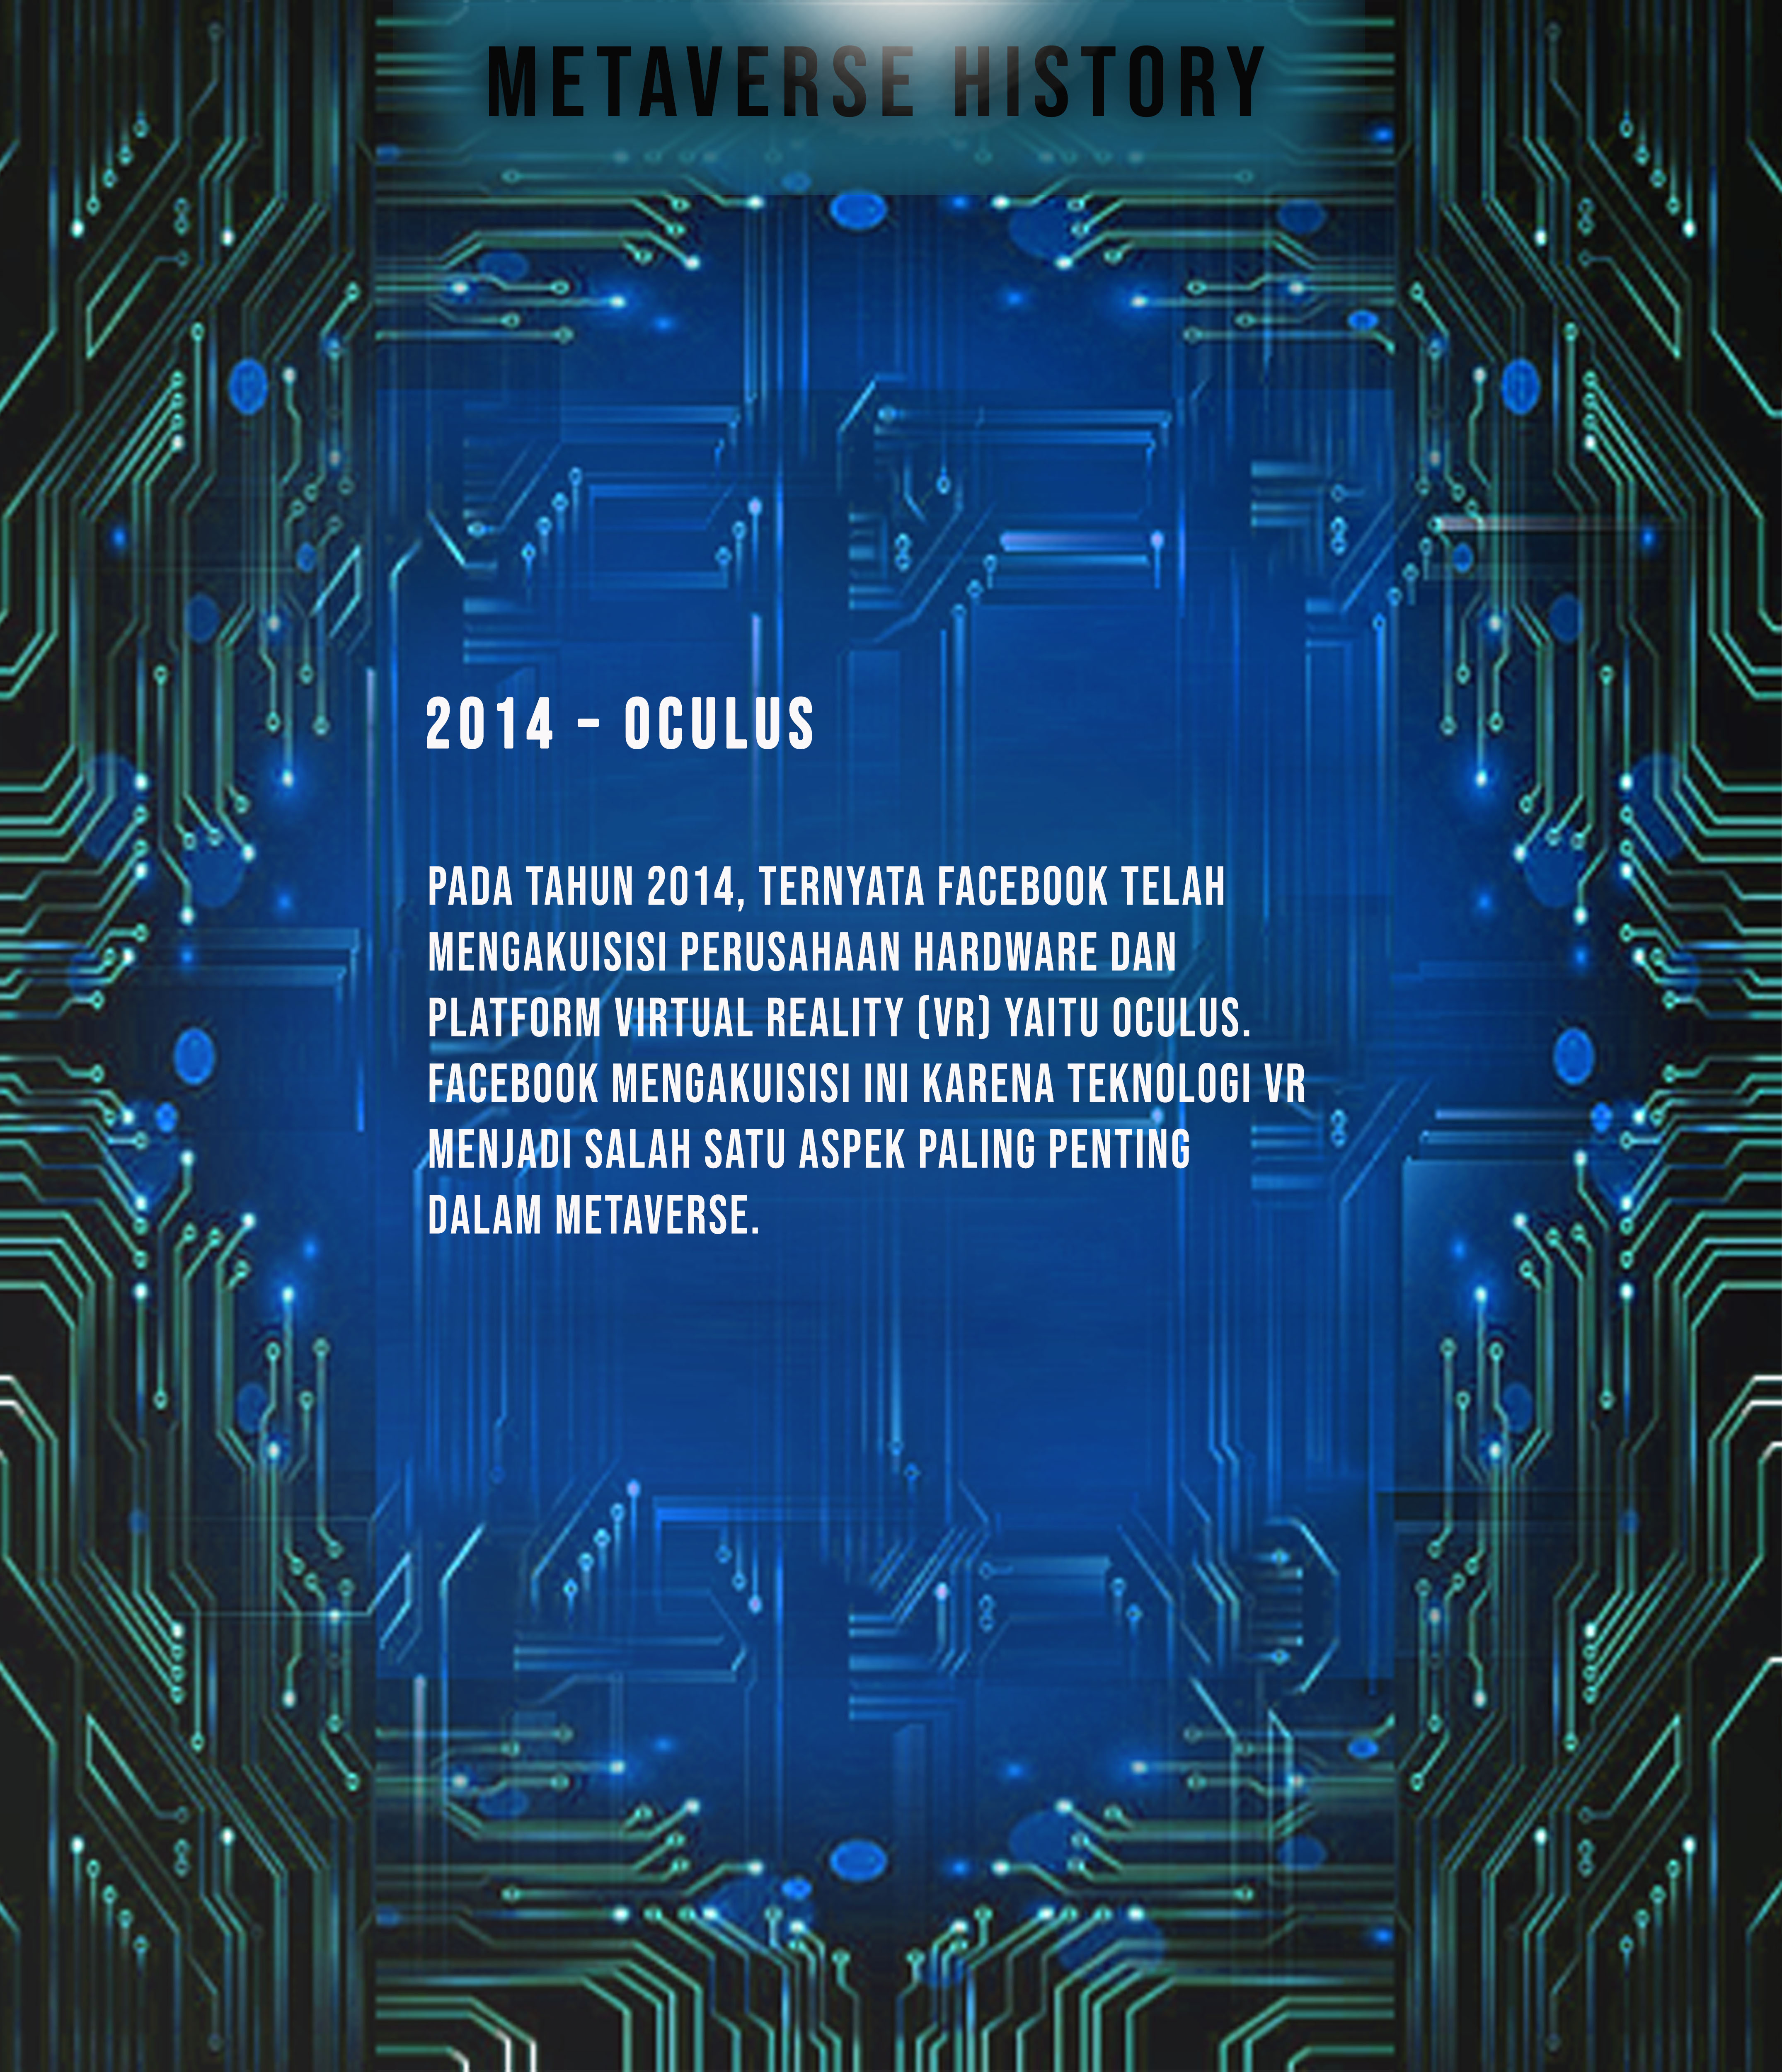 METAVERSE HISTORY
2014 - OCULUS
PADA TAHUN 2014, TERNYATA FACEBOOK TELAH
MENGAKUISISI PERUSAHAAN HARDWARE DAN
PLATFORM VIRTUAL REALITY (VR) YAITU OCULUS.
FACEBOOK MENGAKUISISI INI KARENA TEKNOLOGI VR
MENJADI SALAH SATU ASPEK PALING PENTING
DALAM METAVERSE.